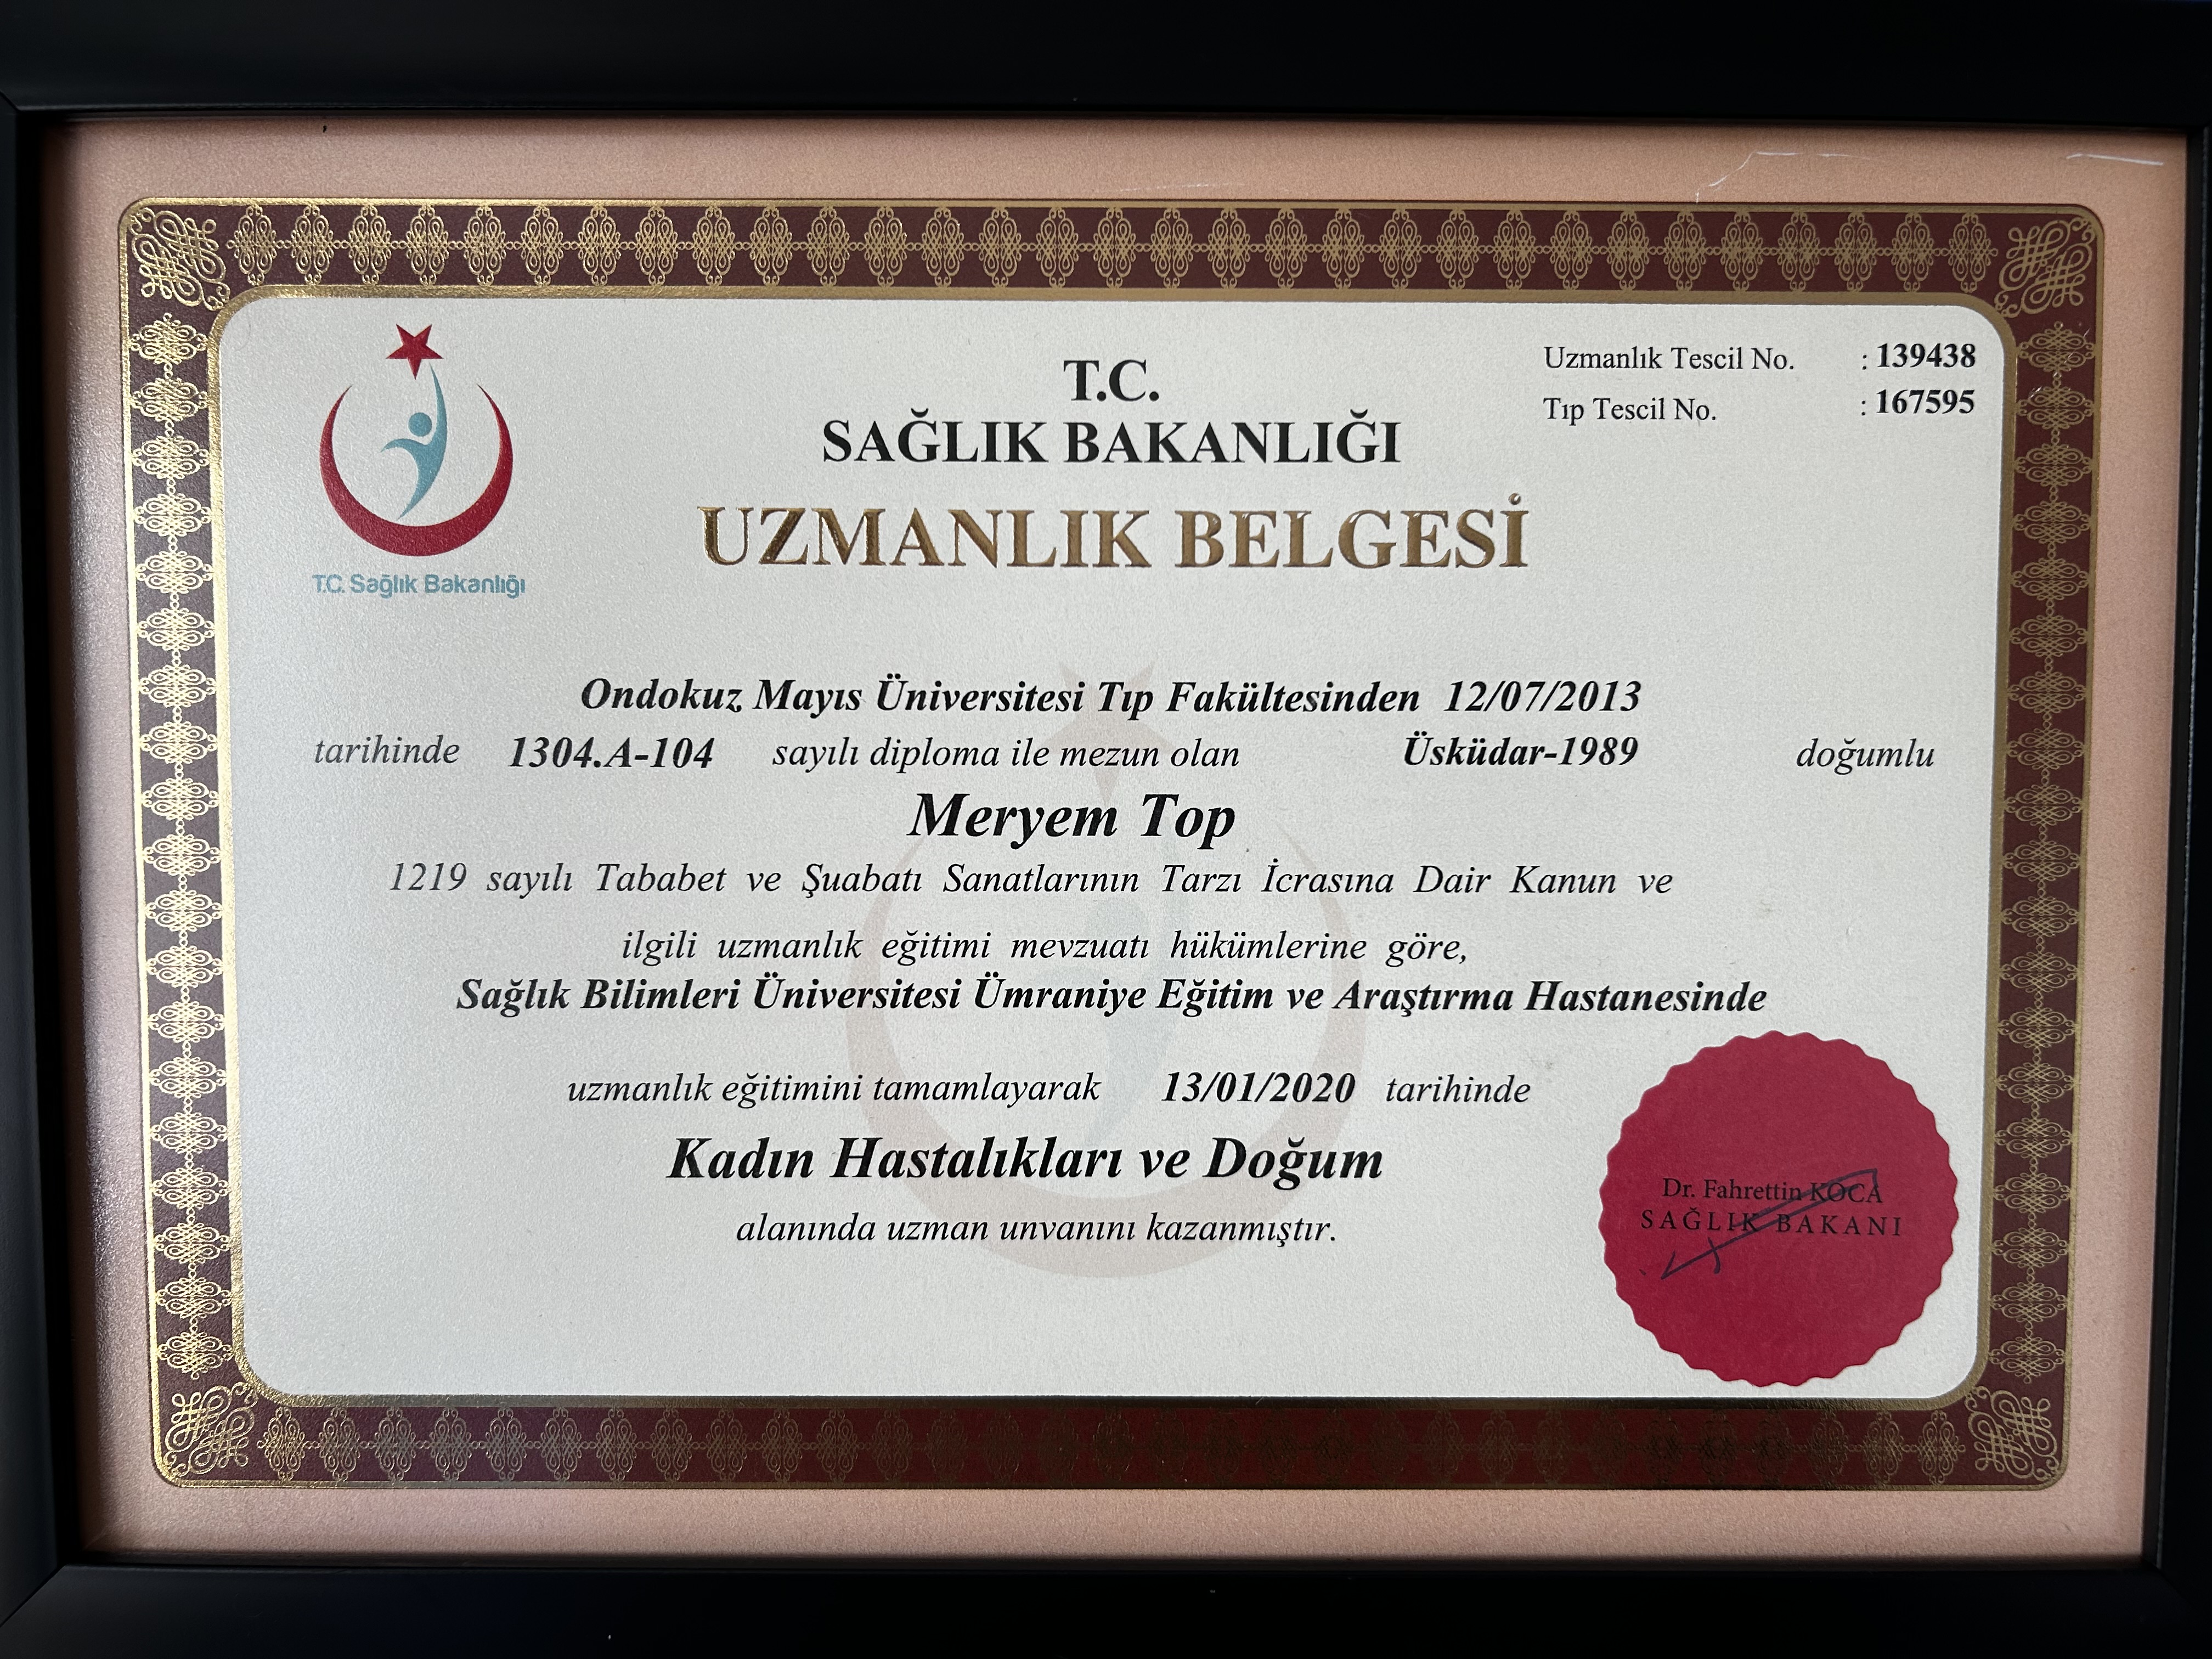 T.C. Sağlık Bakanlığı
T.C.
SAĞLIK BAKANLIĞI
UZMANLIK BELGESİ
Uzmanlık Tescil No. : 139438
Tıp Tescil No. : 167595
Ondokuz Mayıs Üniversitesi Tıp Fakültesinden 12/07/2013
tarihinde 1304.A-104 sayılı diploma ile mezun olan Üsküdar-1989 doğumlu
Meryem Top
1219 sayılı Tababet ve Şuabatı Sanatlarının Tarzı İcrasına Dair Kanun ve
ilgili uzmanlık eğitimi mevzuatı hükümlerine göre,
Sağlık Bilimleri Üniversitesi Ümraniye Eğitim ve Araştırma Hastanesinde
uzmanlık eğitimini tamamlayarak 13/01/2020 tarihinde
Kadın Hastalıkları ve Doğum
alanında uzman unvanını kazanmıştır.
Dr. Fahrettin KOCA
SAĞLIK BAKANI